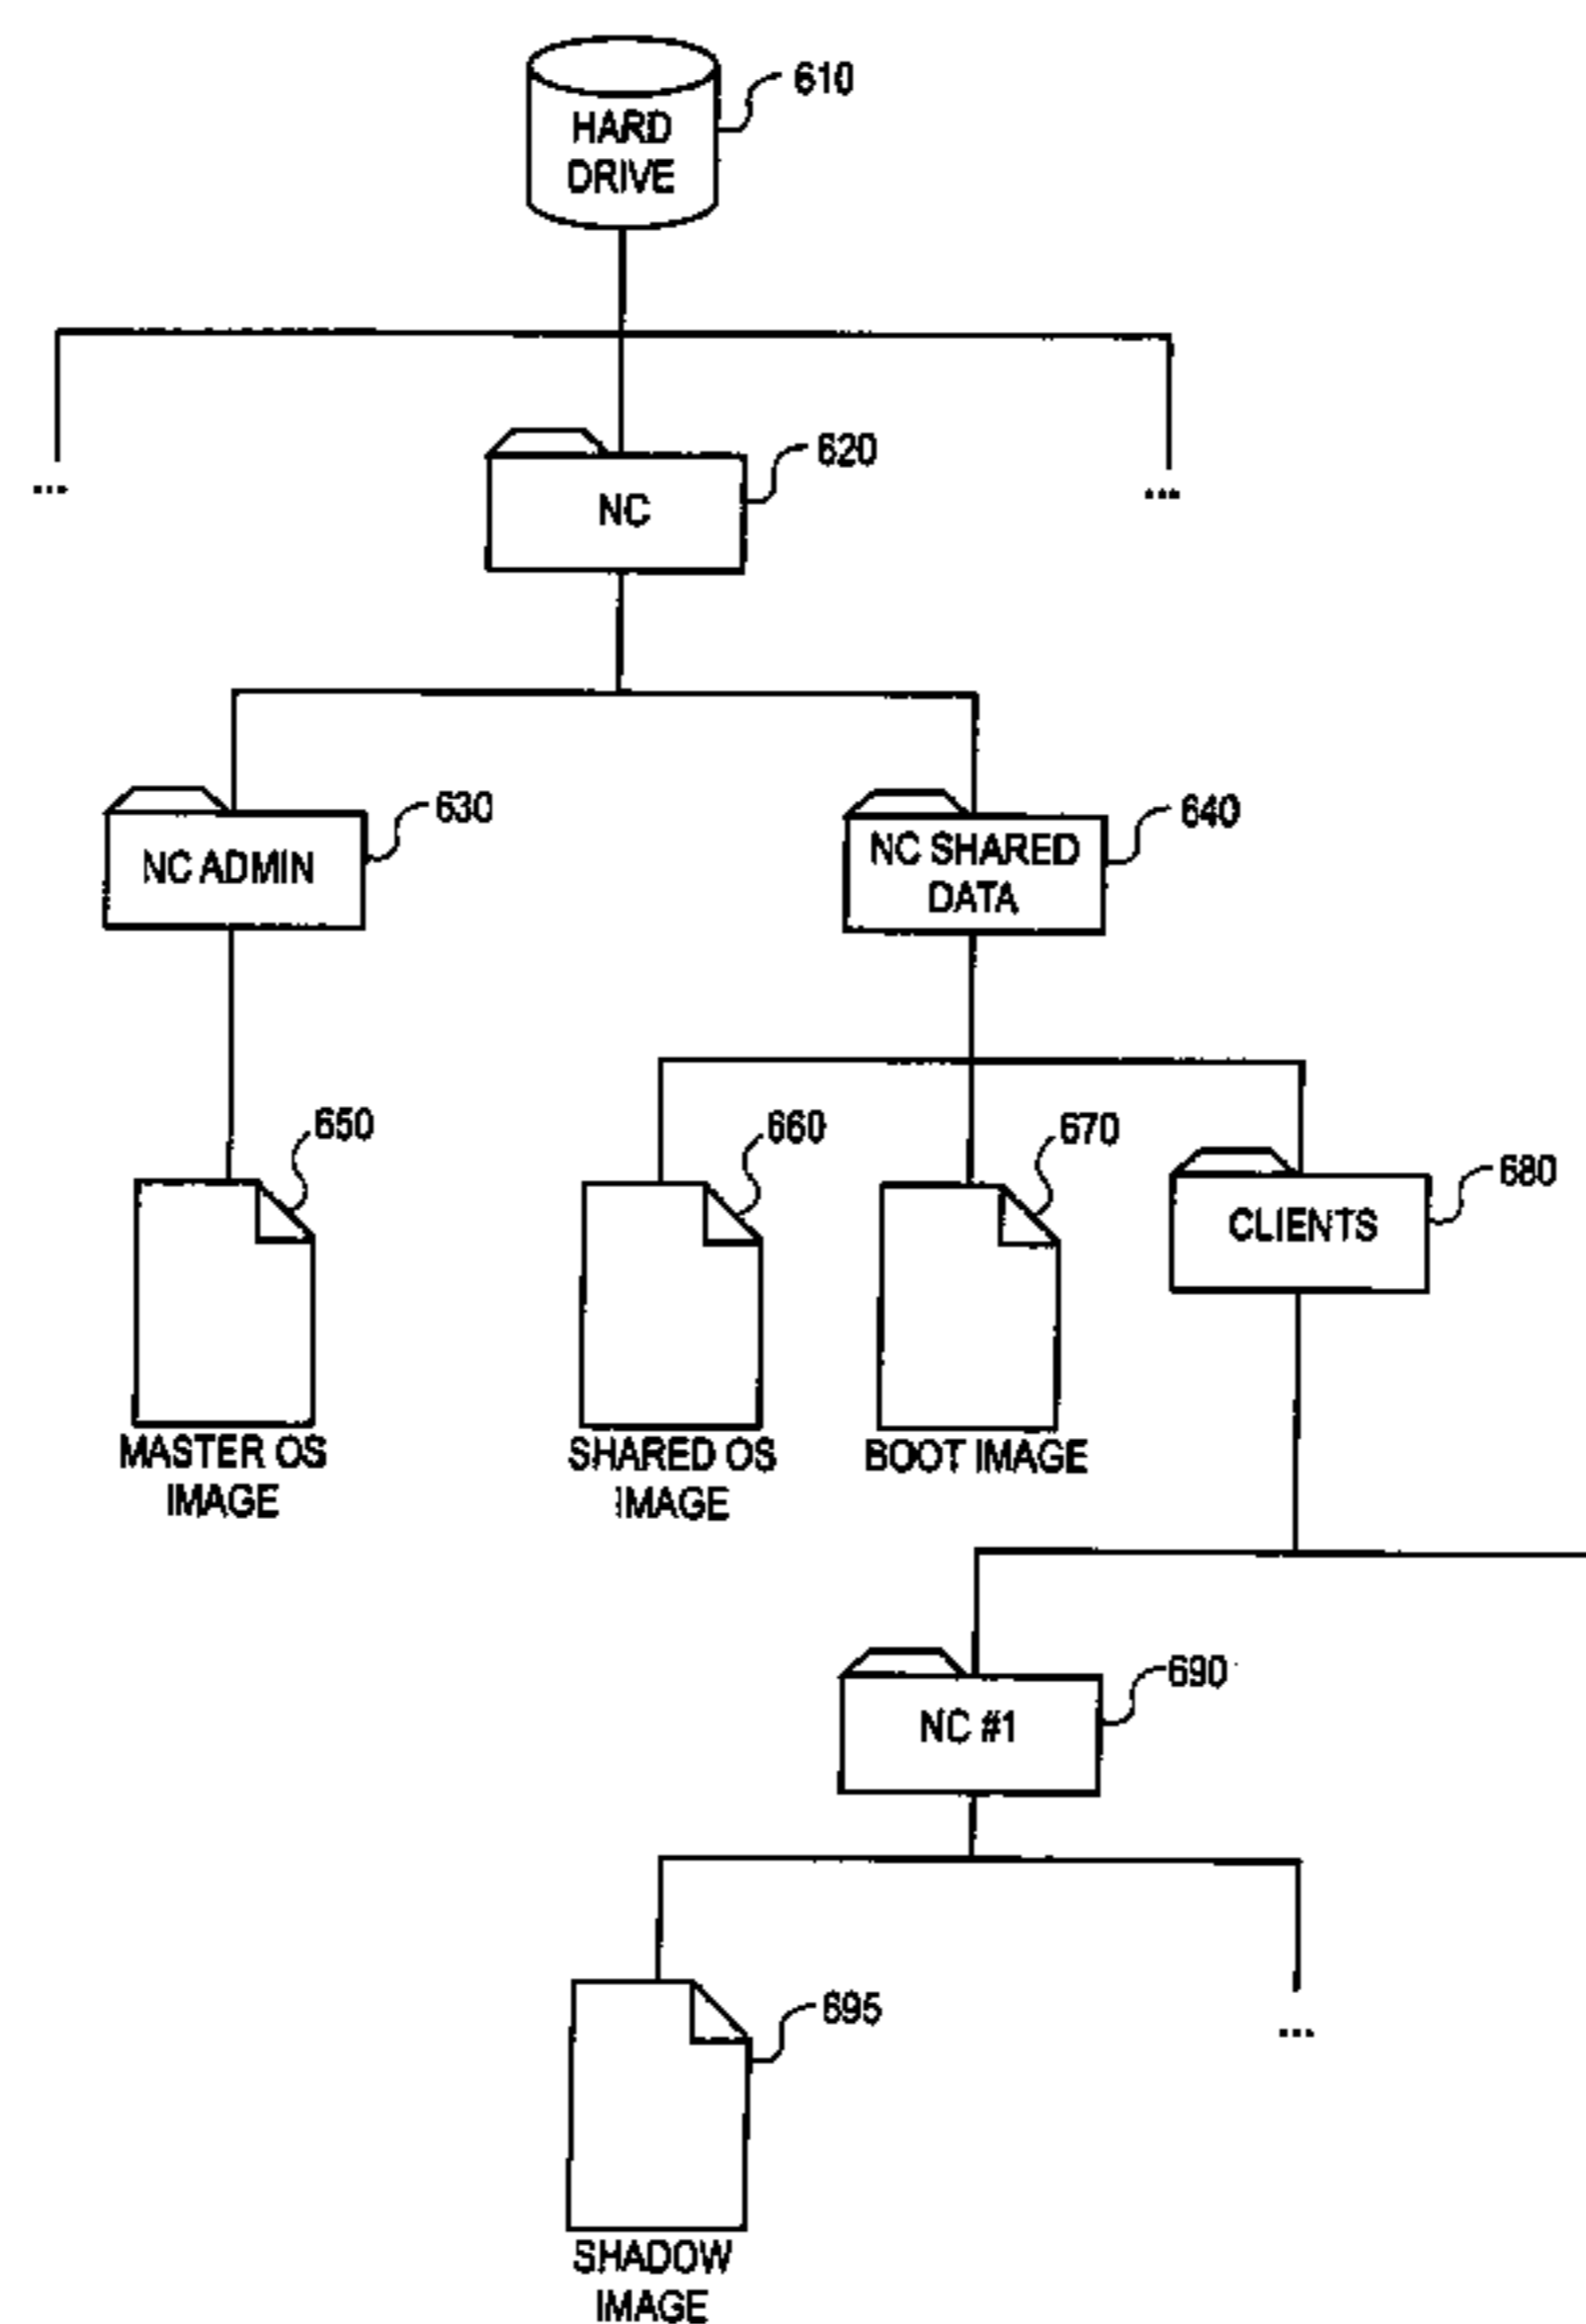 610
HARD
DRIVE
...
620
NC
...
630
NC ADMIN
640
NC SHARED
DATA
650
660
670
680
CLIENTS
MASTER OS
IMAGE
SHARED OS
IMAGE
BOOT IMAGE
690
NC #1
695
...
SHADOW
IMAGE